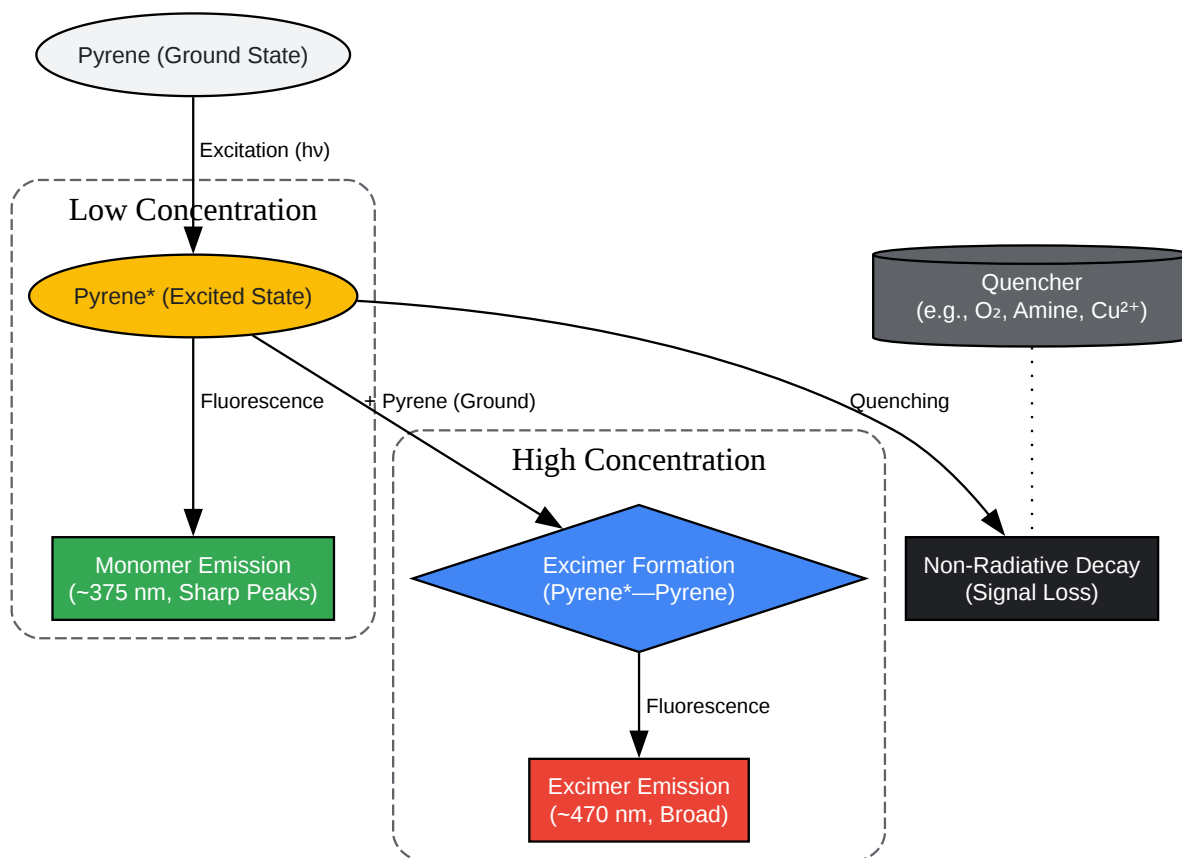 Pyrene (Ground State)
Excitation (hν)
Low Concentration
Pyrene* (Excited State)
Quencher
(e.g., O₂, Amine, Cu²⁺)
Fluorescence
+ Pyrene (Ground)
Quenching
High Concentration
Monomer Emission
(~375 nm, Sharp Peaks)
Excimer Formation
(Pyrene*—Pyrene)
Non-Radiative Decay
(Signal Loss)
Fluorescence
Excimer Emission
(~470 nm, Broad)